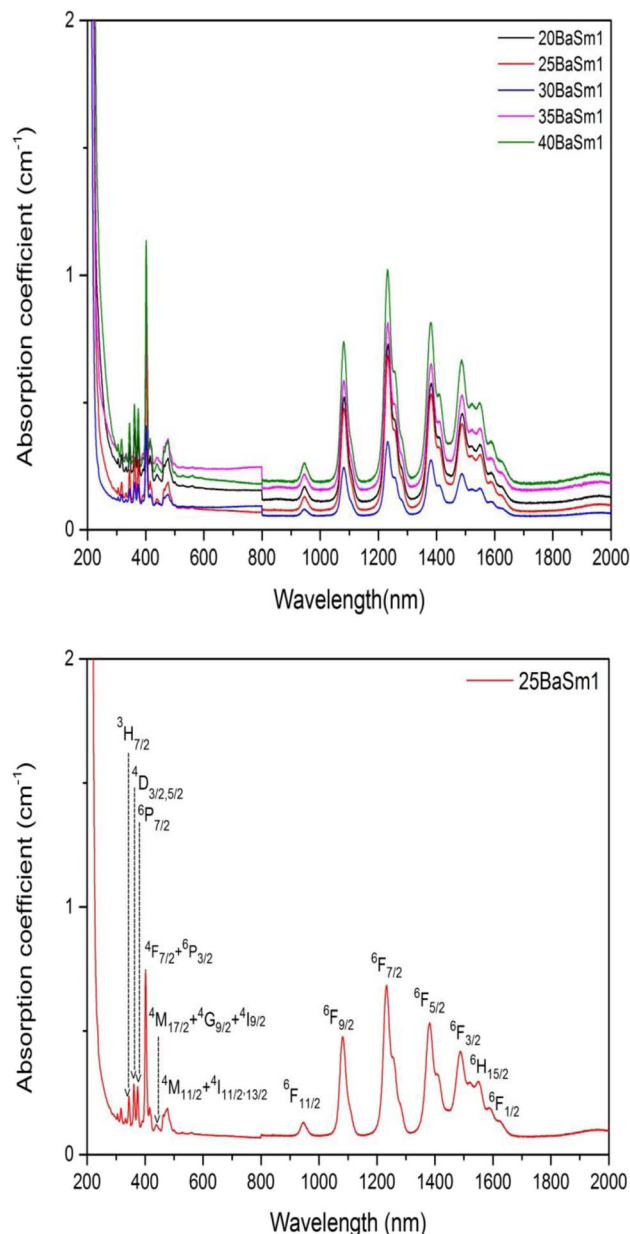 2
20BaSm1
25BaSm1
30BaSm1
35BaSm1
40BaSm1
1
0
Absorption coefficient (cm⁻¹)
200 400 600 800 1000 1200 1400 1600 1800 2000
Wavelength(nm)
2
25BaSm1
³H₇/₂
⁴D₃/₂,₅/₂
⁶P₇/₂
1
⁴F₇/₂+⁶P₃/₂
⁶F₇/₂
⁴M₁₇/₂+⁴G₉/₂+⁴I₉/₂
⁶F₉/₂
⁶F₅/₂
⁶F₃/₂
⁴M₁₁/₂+⁴I₁₁/₂.₁₃/₂
⁶F₁₁/₂
⁶H₁₅/₂
⁶F₁/₂
0
Absorption coefficient (cm⁻¹)
200 400 600 800 1000 1200 1400 1600 1800 2000
Wavelength (nm)